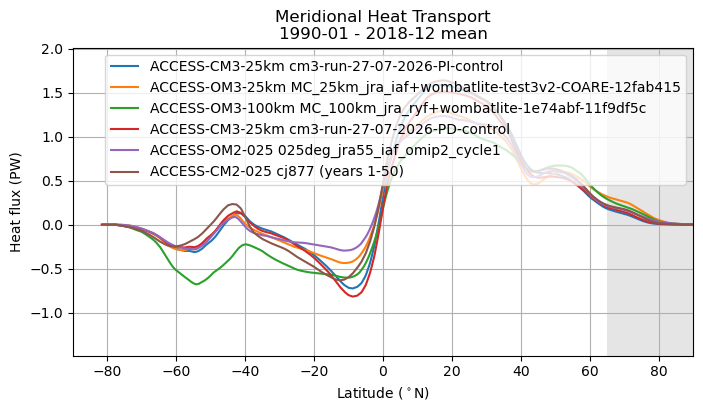 Meridional Heat Transport
1990-01 - 2018-12 mean
2.0
1.5
1.0
0.5
0.0
−0.5
−1.0
Heat flux (PW)
ACCESS-CM3-25km cm3-run-27-07-2026-PI-control
ACCESS-OM3-25km MC_25km_jra_iaf+wombatlite-test3v2-COARE-12fab415
ACCESS-OM3-100km MC_100km_jra_ryf+wombatlite-1e74abf-11f9df5c
ACCESS-CM3-25km cm3-run-27-07-2026-PD-control
ACCESS-OM2-025 025deg_jra55_iaf_omip2_cycle1
ACCESS-CM2-025 cj877 (years 1-50)
−80 −60 −40 −20 0 20 40 60 80
Latitude (°N)